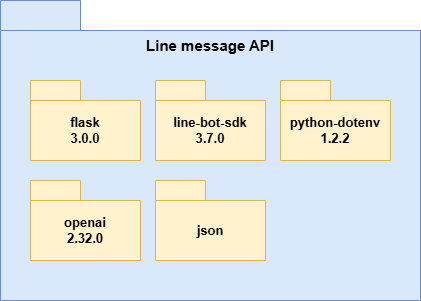 Line message API
flask
3.0.0
line-bot-sdk
3.7.0
python-dotenv
1.2.2
openai
2.32.0
json